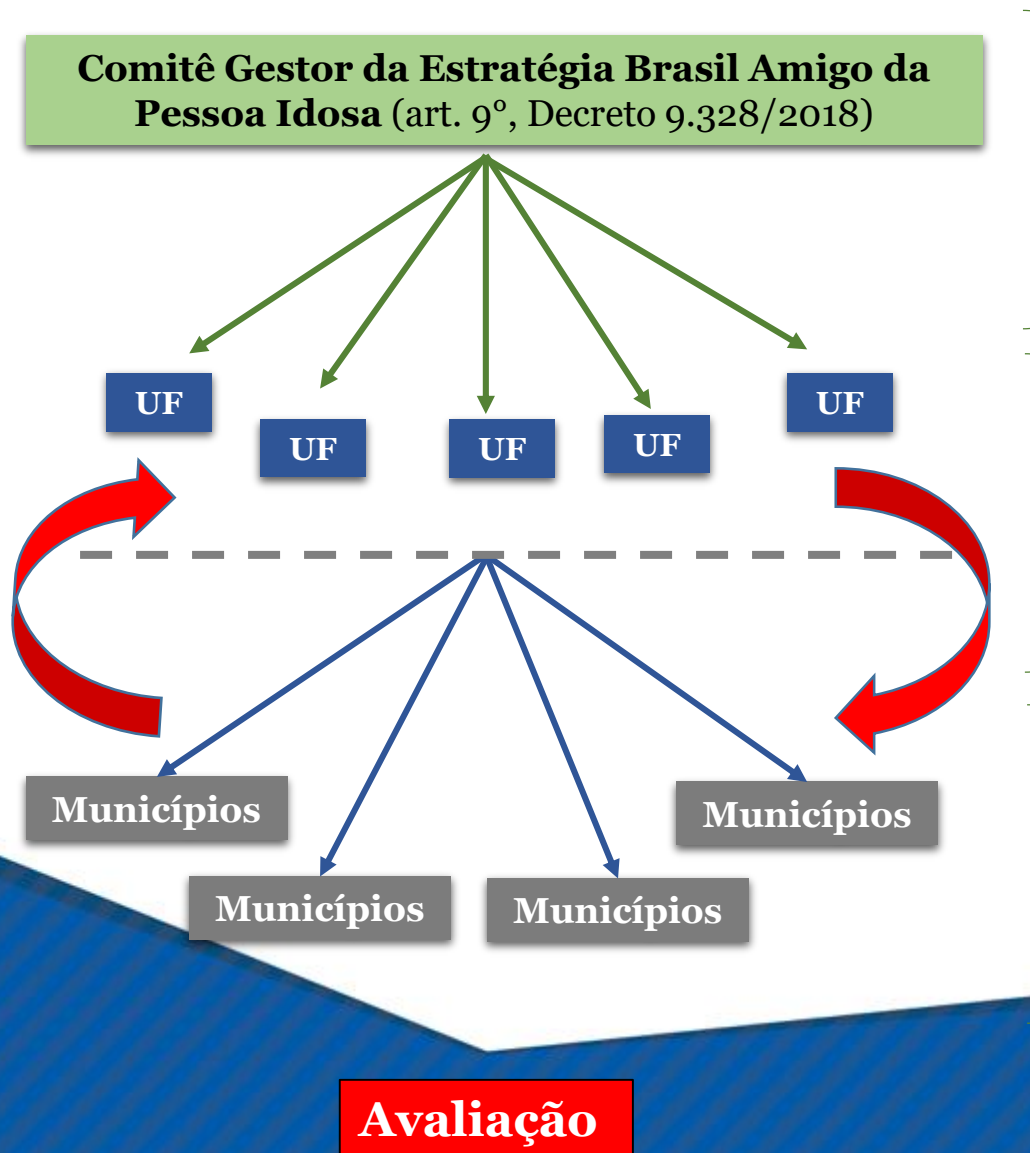 Comitê Gestor da Estratégia Brasil Amigo da
Pessoa Idosa (art. 9°, Decreto 9.328/2018)
UF
UF
UF
UF
UF
Municípios
Municípios
Municípios
Municípios
Avaliação